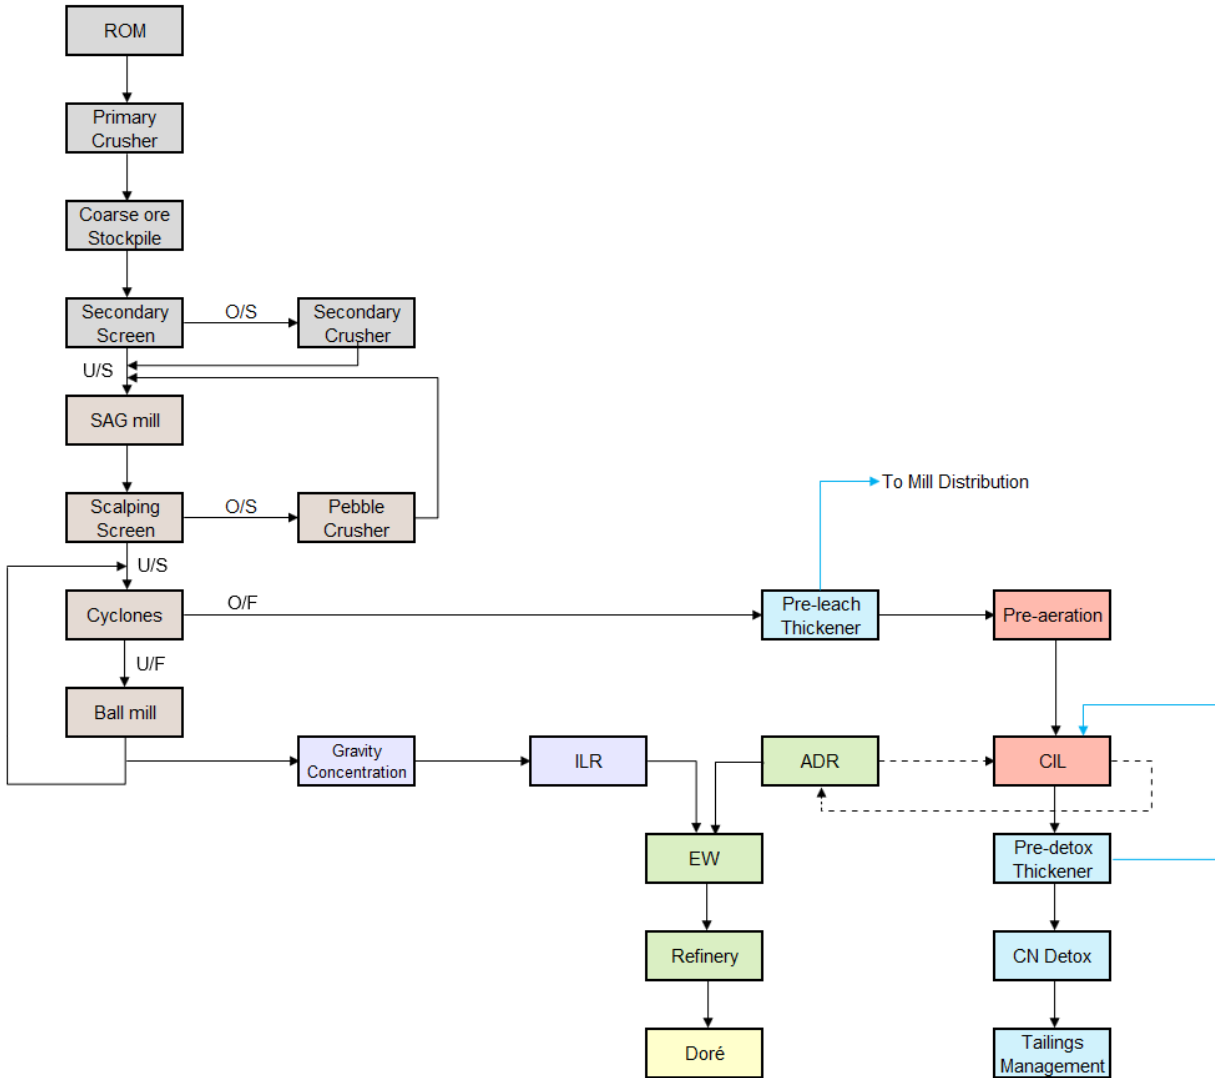 ROM
Primary
Crusher
Coarse ore
Stockpile
Secondary
Screen
O/S
Secondary
Crusher
U/S
SAG mill
Scalping
Screen
O/S
Pebble
Crusher
To Mill Distribution
U/S
Cyclones
O/F
Pre-leach
Thickener
Pre-aeration
U/F
Ball mill
Gravity
Concentration
ILR
ADR
CIL
EW
Pre-detox
Thickener
Refinery
CN Detox
Doré
Tailings
Management